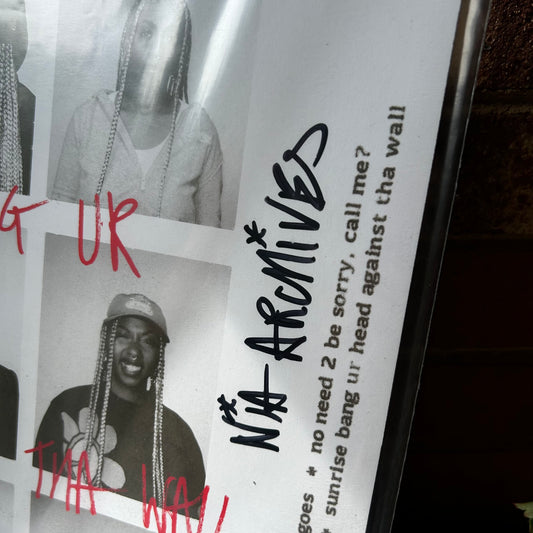 G UR
THA WALL
*NIA ARCHIVES*
goes * no need 2 be sorry, call me?
* sunrise bang ur head against tha wall